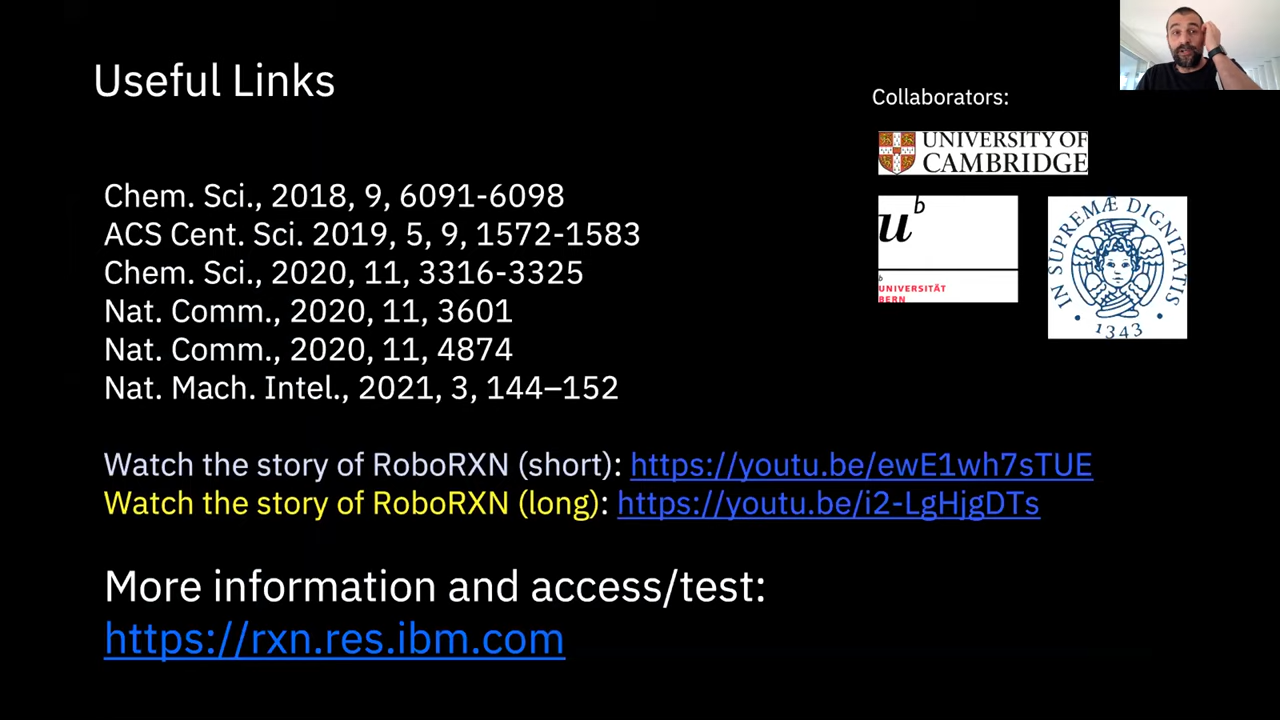 Useful Links
Chem. Sci., 2018, 9, 6091-6098
ACS Cent. Sci. 2019, 5, 9, 1572-1583
Chem. Sci., 2020, 11, 3316-3325
Nat. Comm., 2020, 11, 3601
Nat. Comm., 2020, 11, 4874
Nat. Mach. Intel., 2021, 3, 144–152
Watch the story of RoboRXN (short): https://youtu.be/ewE1wh7sTUE
Watch the story of RoboRXN (long): https://youtu.be/i2-LgHjgDTs
More information and access/test:
https://rxn.res.ibm.com
Collaborators:
UNIVERSITY OF
CAMBRIDGE
u b
b
UNIVERSITÄT
BERN
IN SUPREMÆ DIGNITATIS
1343